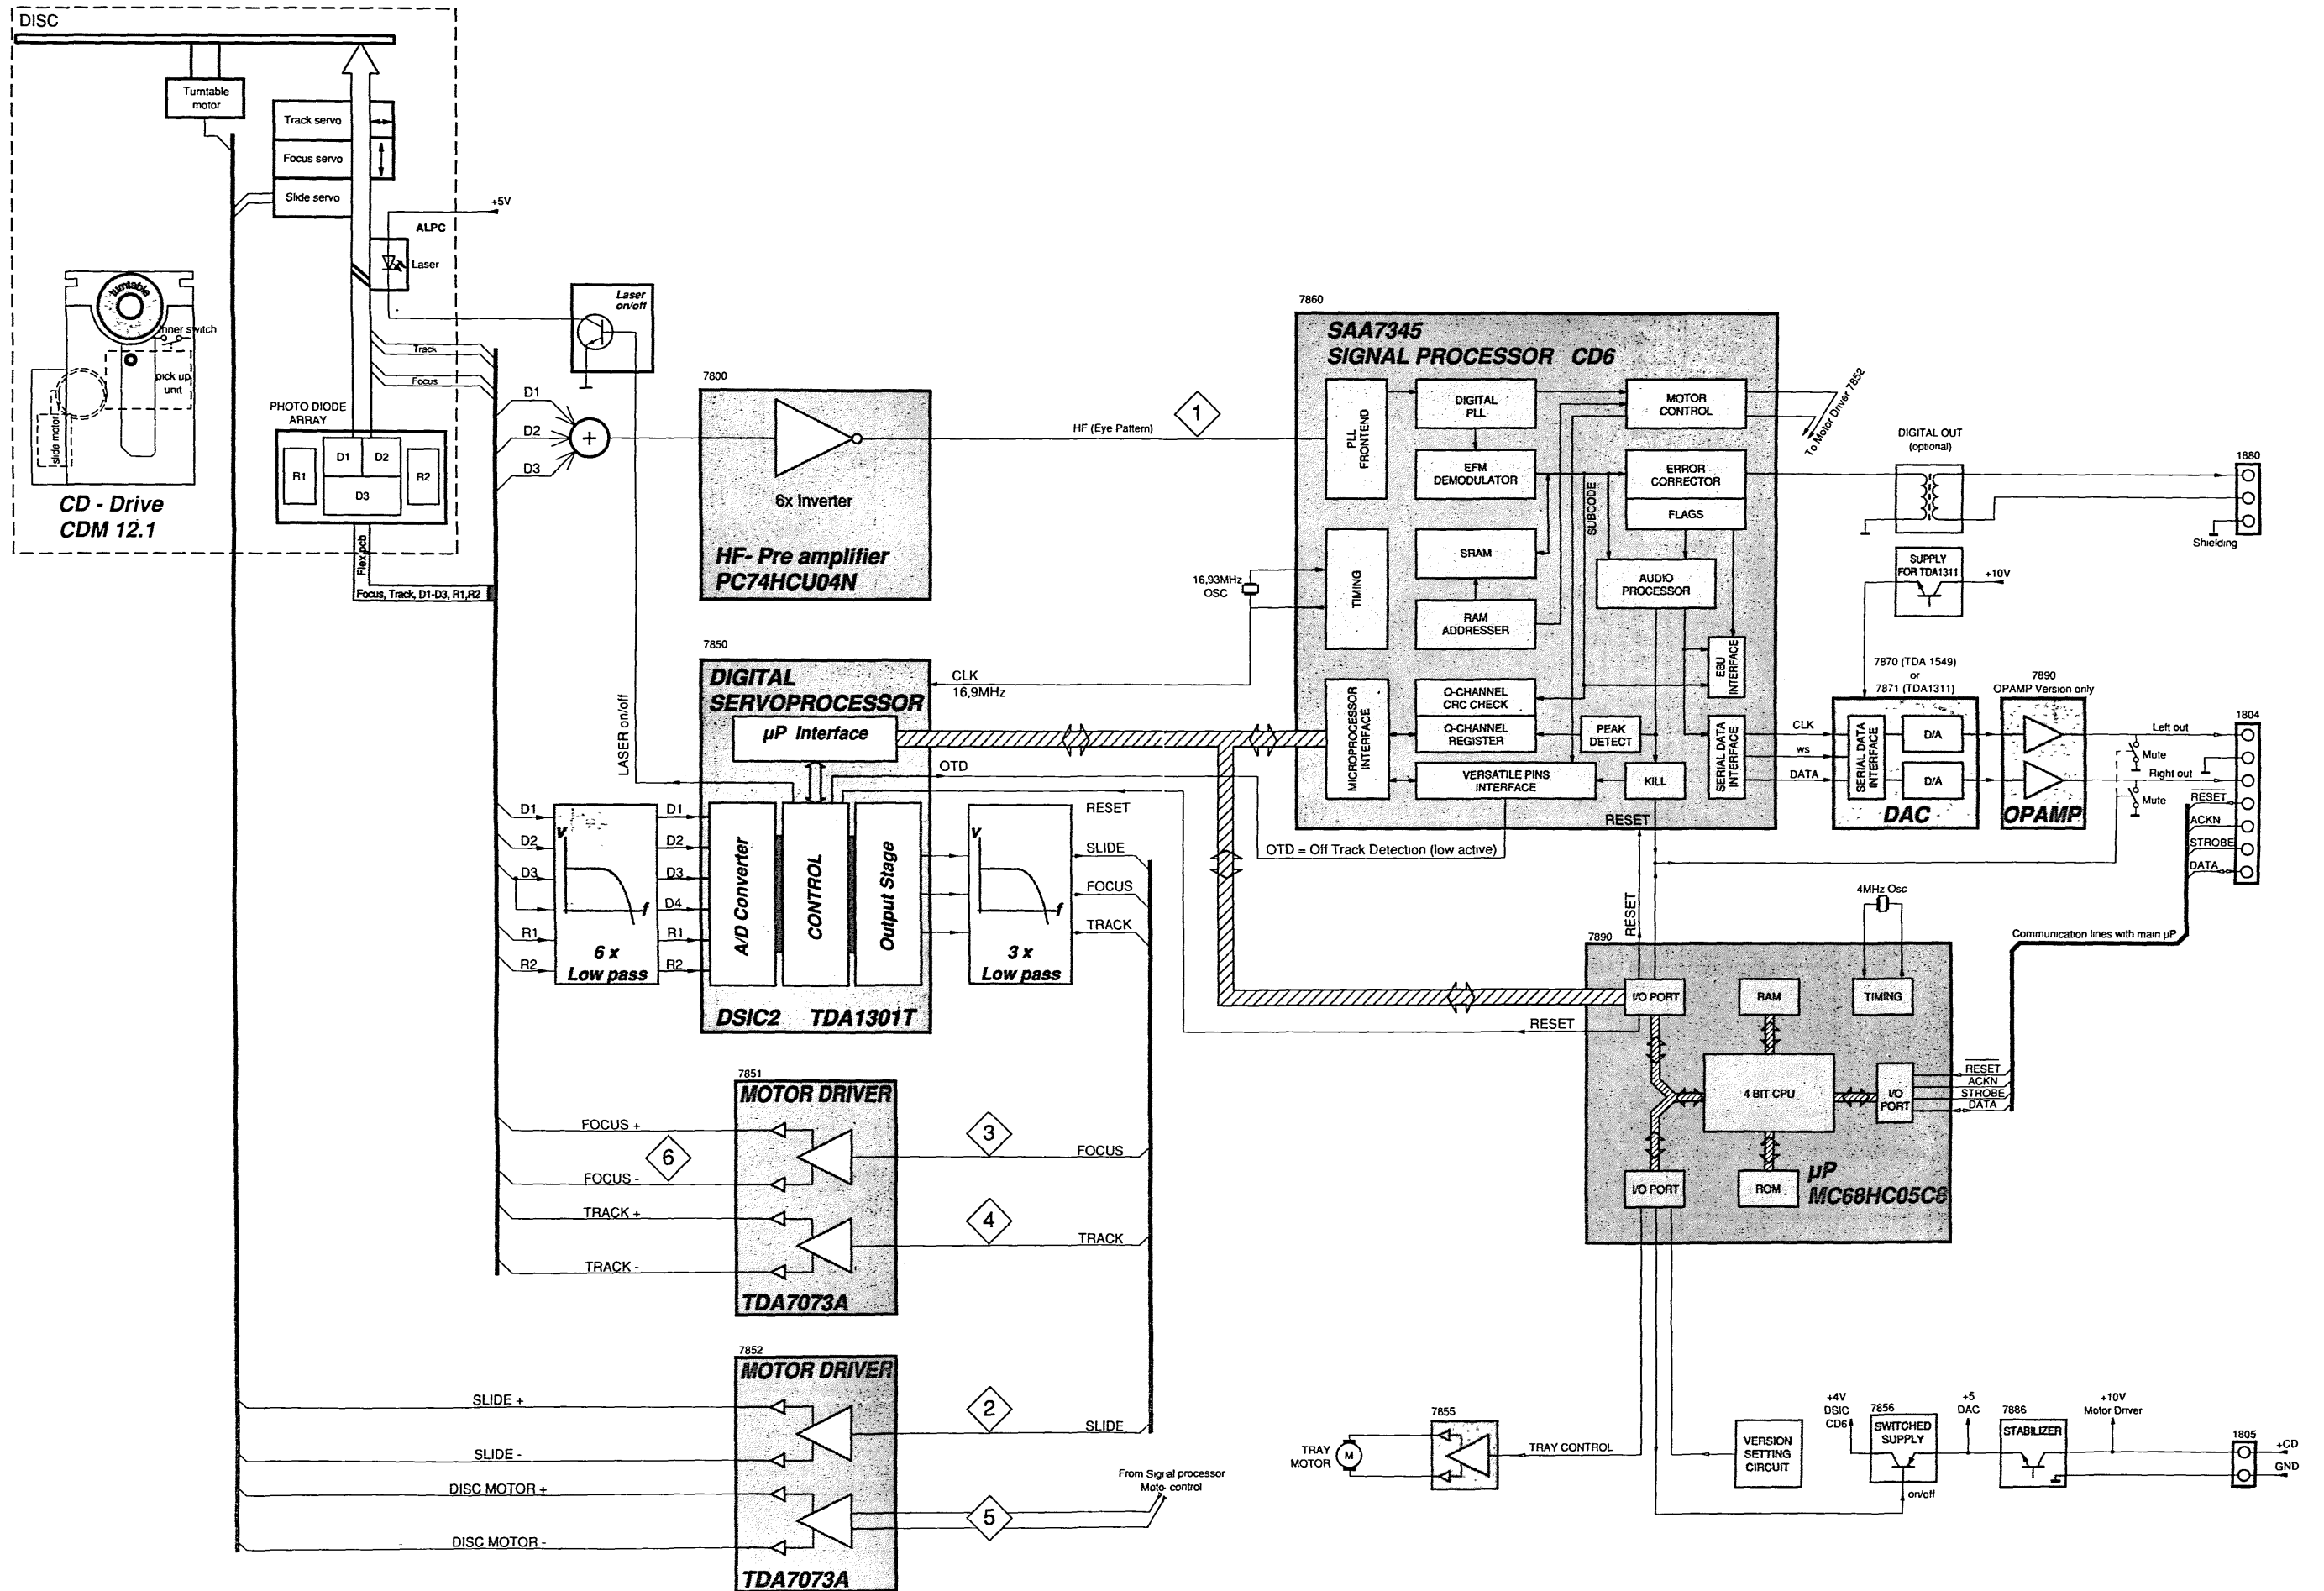 DISC
Turntable
motor
Track servo
Focus servo
Slide servo
+5V
ALPC
Laser
turntable
inner switch
pick up
unit
slide motor
CD - Drive
CDM 12.1
Track
Focus
PHOTO DIODE
ARRAY
R1
D1
D2
D3
R2
Flex pcb
Focus, Track, D1-D3, R1,R2
Laser
on/off
D1
D2
D3
+
7800
6x Inverter
HF- Pre amplifier
PC74HCU04N
HF (Eye Pattern)
1
7860
SAA7345
SIGNAL PROCESSOR CD6
PLL
FRONTEND
DIGITAL
PLL
MOTOR
CONTROL
To Motor Driver 7852
EFM
DEMODULATOR
ERROR
CORRECTOR
FLAGS
SUBCODE
TIMING
SRAM
RAM
ADDRESSER
AUDIO
PROCESSOR
EBU
INTERFACE
MICROPROCESSOR
INTERFACE
Q-CHANNEL
CRC CHECK
Q-CHANNEL
REGISTER
PEAK
DETECT
VERSATILE PINS
INTERFACE
KILL
SERIAL DATA
INTERFACE
RESET
16,93MHz
OSC
DIGITAL OUT
(optional)
1880
Shielding
SUPPLY
FOR TDA1311
+10V
7870 (TDA 1549)
or
7871 (TDA1311)
7890
OPAMP Version only
CLK
ws
DATA
SERIAL DATA
INTERFACE
D/A
D/A
DAC
OPAMP
Left out
Mute
Right out
Mute
1804
RESET
ACKN
STROBE
DATA
7850
DIGITAL
SERVOPROCESSOR
µP Interface
CLK
16,9MHz
LASER on/off
OTD
RESET
OTD = Off Track Detection (low active)
D1
D2
D3
R1
R2
v
f
6 x
Low pass
D1
D2
D3
D4
R1
R2
A/D Converter
CONTROL
Output Stage
DSIC2 TDA1301T
v
f
3 x
Low pass
SLIDE
FOCUS
TRACK
RESET
4MHz Osc
Communication lines with main µP
7890
I/O PORT
RAM
TIMING
RESET
4 BIT CPU
I/O
PORT
RESET
ACKN
STROBE
DATA
I/O PORT
ROM
µP
MC68HC05C8
7851
MOTOR DRIVER
FOCUS +
6
FOCUS -
3
FOCUS
TRACK +
4
TRACK
TRACK -
TDA7073A
7852
MOTOR DRIVER
SLIDE +
2
SLIDE
SLIDE -
DISC MOTOR +
From Signal processor
Motor control
5
DISC MOTOR -
TDA7073A
TRAY
MOTOR
M
7855
TRAY CONTROL
VERSION
SETTING
CIRCUIT
+4V
DSIC
CD6
7856
SWITCHED
SUPPLY
on/off
+5
DAC
7886
STABILIZER
+10V
Motor Driver
1805
+CD
GND